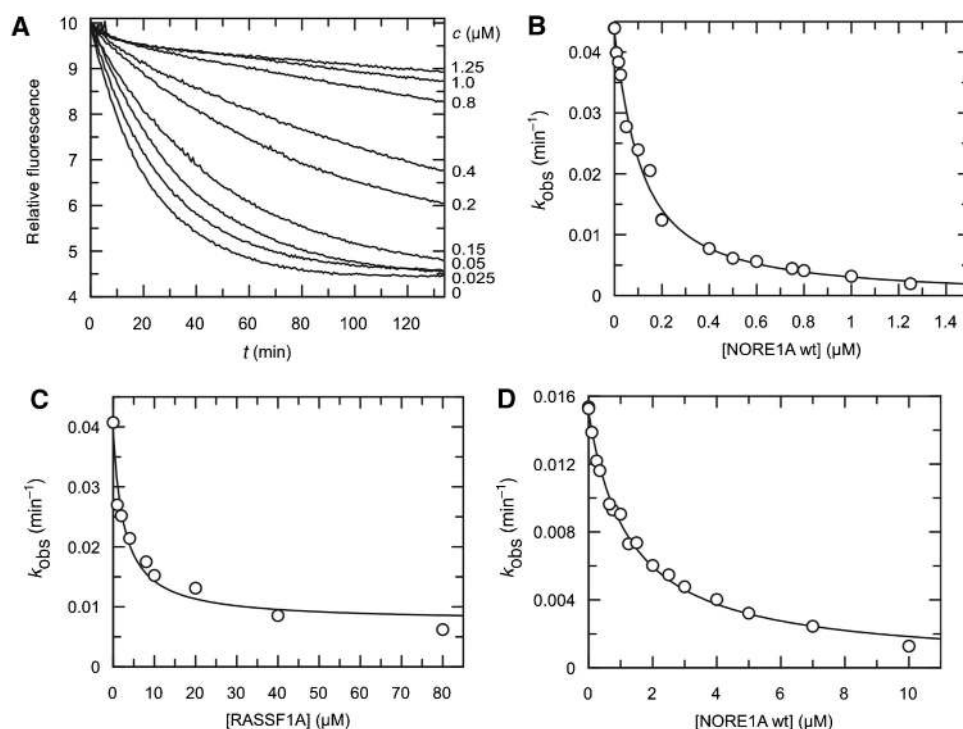 A
Relative fluorescence
10
9
8
7
6
5
4
0 20 40 60 80 100 120
t (min)
c (µM)
1.25
1.0
0.8
0.4
0.2
0.15
0.05
0.025
0
B
kobs (min−1)
0.04
0.03
0.02
0.01
0
0 0.2 0.4 0.6 0.8 1 1.2 1.4
[NORE1A wt] (µM)
C
kobs (min−1)
0.04
0.03
0.02
0.01
0
0 10 20 30 40 50 60 70 80
[RASSF1A] (µM)
D
kobs (min−1)
0.016
0.012
0.008
0.004
0
0 2 4 6 8 10
[NORE1A wt] (µM)